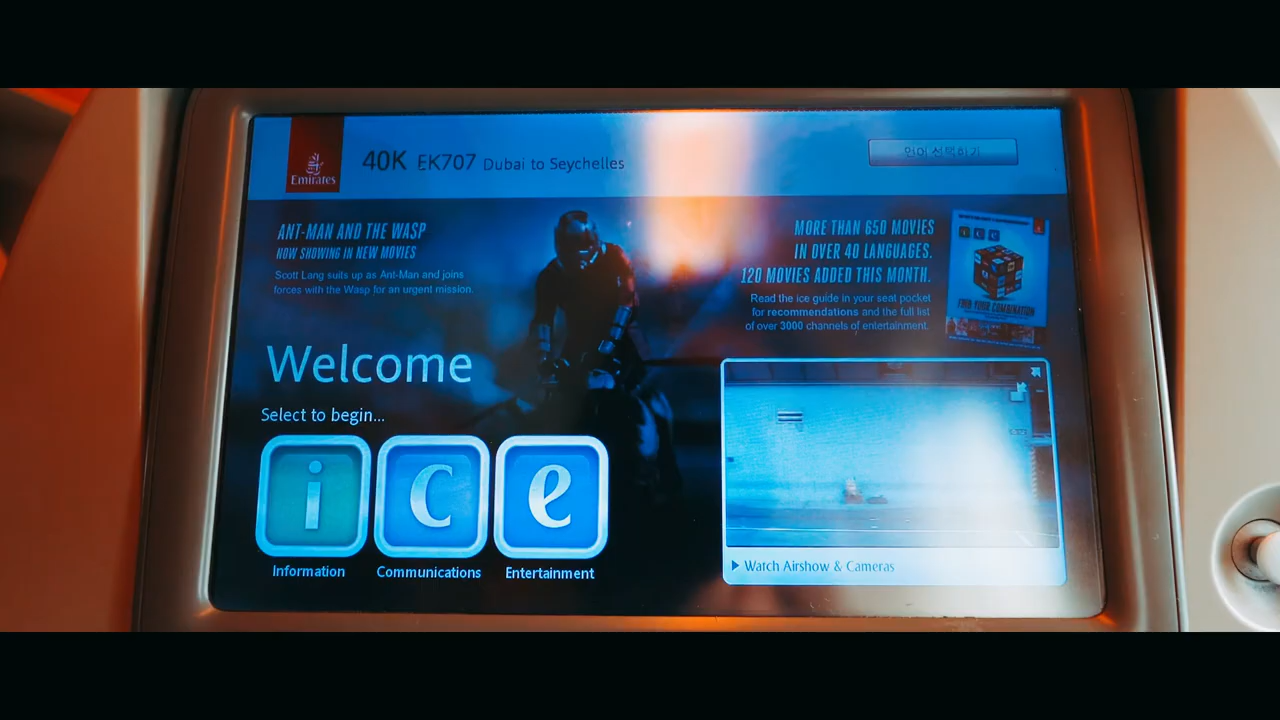 Emirates
40K EK707 Dubai to Seychelles
언어 선택하기
ANT-MAN AND THE WASP
NOW SHOWING IN NEW MOVIES
Scott Lang suits up as Ant-Man and joins
forces with the Wasp for an urgent mission.
MORE THAN 650 MOVIES
IN OVER 40 LANGUAGES.
120 MOVIES ADDED THIS MONTH.
Read the ice guide in your seat pocket
for recommendations and the full list
of over 3000 channels of entertainment.
FIND YOUR COMBINATION
Welcome
Select to begin...
i c e
Information Communications Entertainment
Watch Airshow & Cameras